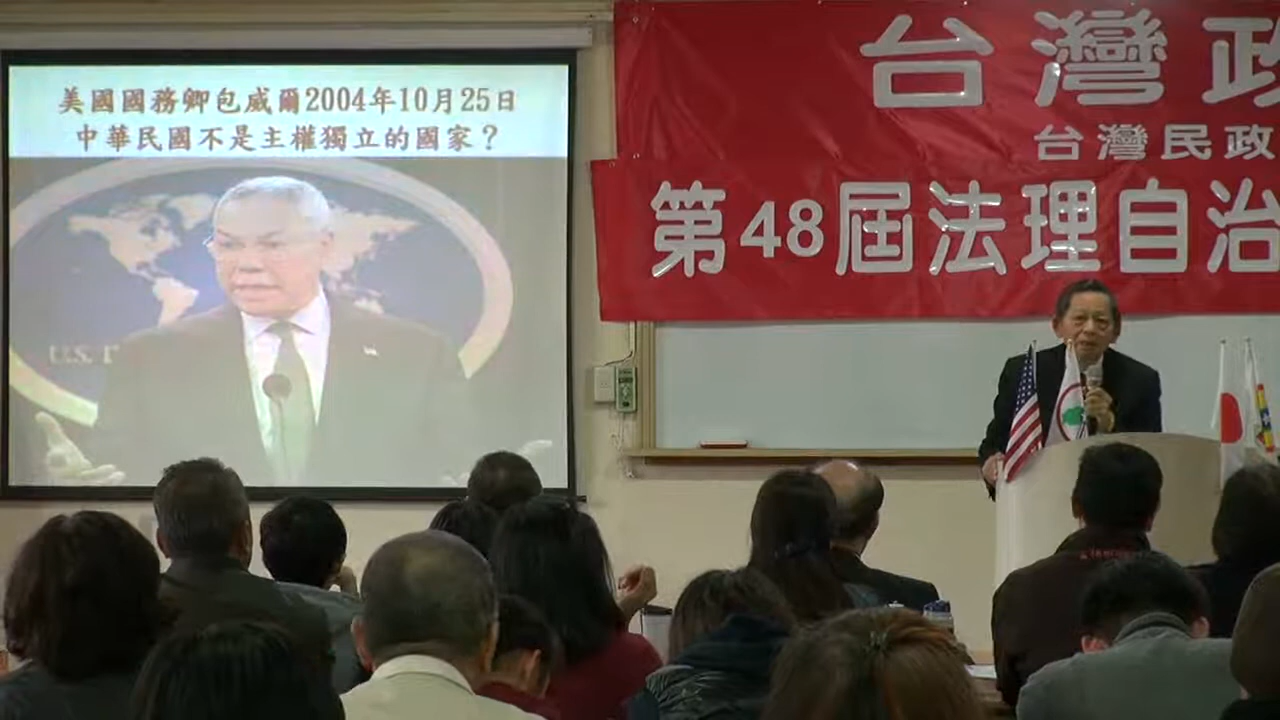 美國國務卿包威爾2004年10月25日
中華民國不是主權獨立的國家？
U.S. D
台灣政
台灣民政
第48屆法理自治